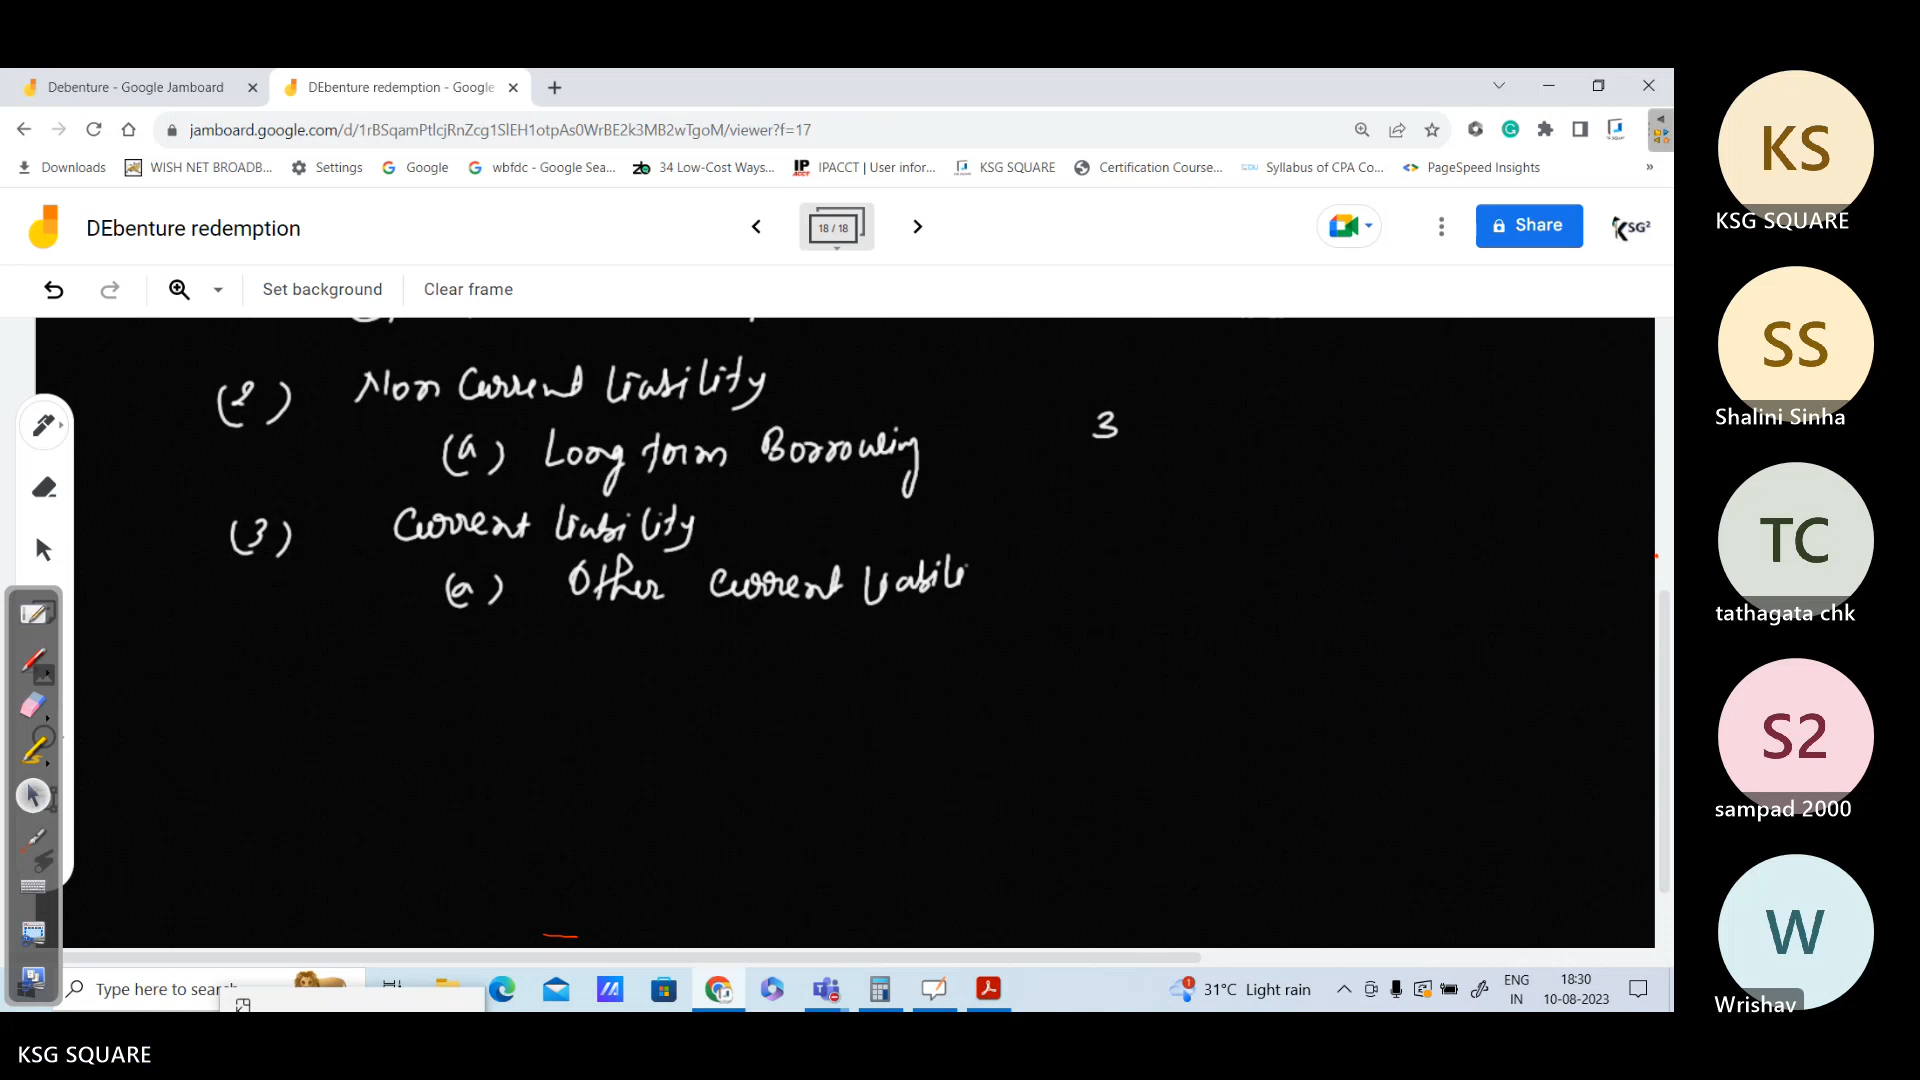 Debenture - Google Jamboard
DEbenture redemption - Google
jamboard.google.com/d/1rBSqamPtlcjRnZcg1SlEH1otpAs0WrBE2k3MB2wTgoM/viewer?f=17
Downloads WISH NET BROADB... Settings Google wbfdc - Google Sea... 34 Low-Cost Ways... IPACCT | User infor... KSG SQUARE Certification Course... Syllabus of CPA Co... PageSpeed Insights »
DEbenture redemption
18 / 18
Share
KSG²
Set background
Clear frame
(2) Non Current Liability
(a) Long term Borrowing 3
(3) Current liability
(a) Other Current Liabili
Type here to searc
31°C Light rain
ENG
IN
18:30
10-08-2023
KS
KSG SQUARE
SS
Shalini Sinha
TC
tathagata chk
S2
sampad 2000
W
Wrishav
KSG SQUARE